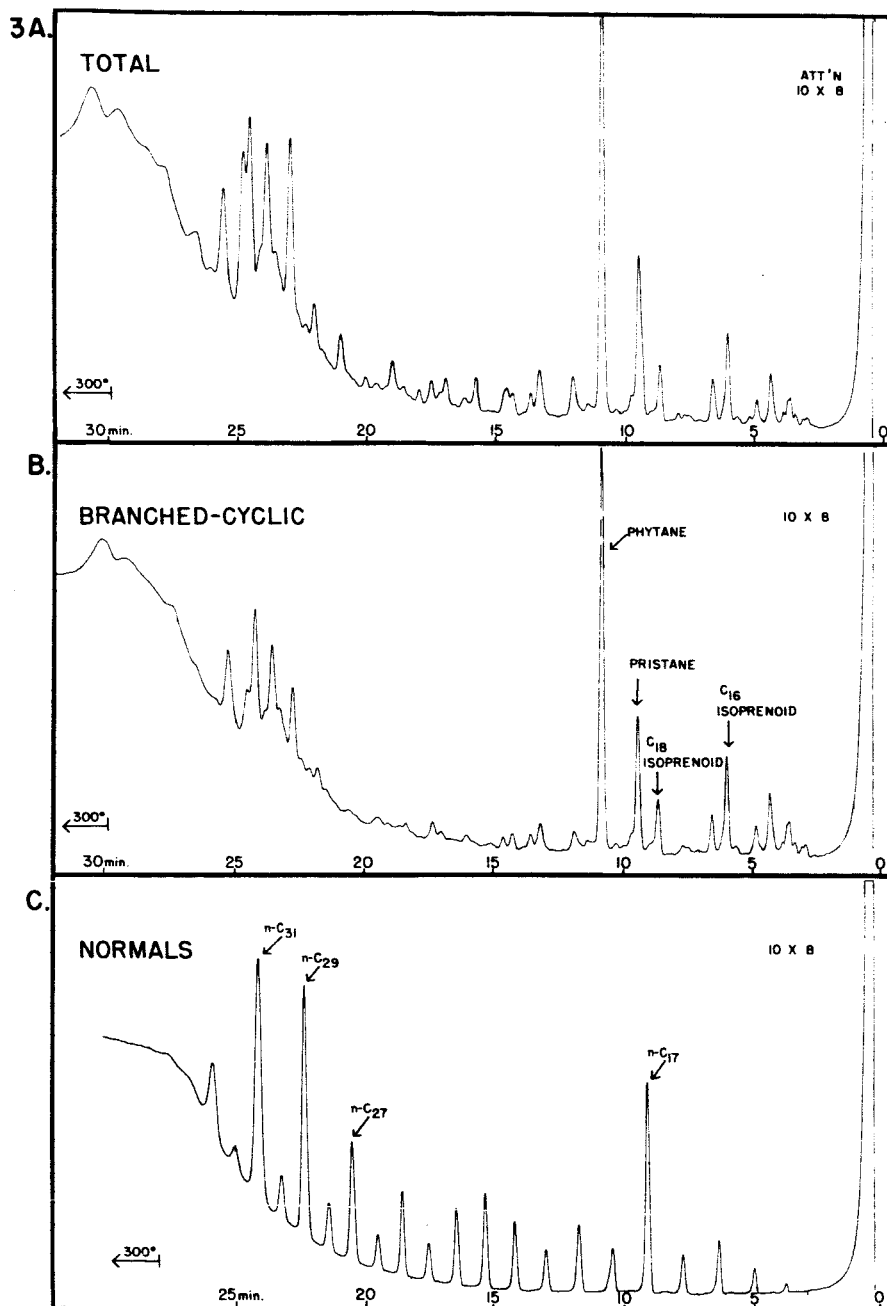 3A.
TOTAL
ATT'N
10 X 8
300°
30 min. 25 20 15 10 5 0
B.
BRANCHED-CYCLIC
10 X 8
PHYTANE
PRISTANE
C16
ISOPRENOID
C18
ISOPRENOID
300°
30 min. 25 20 15 10 5 0
C.
NORMALS
10 X 8
n-C31
n-C29
n-C27
n-C17
300°
25min. 20 15 10 5 0